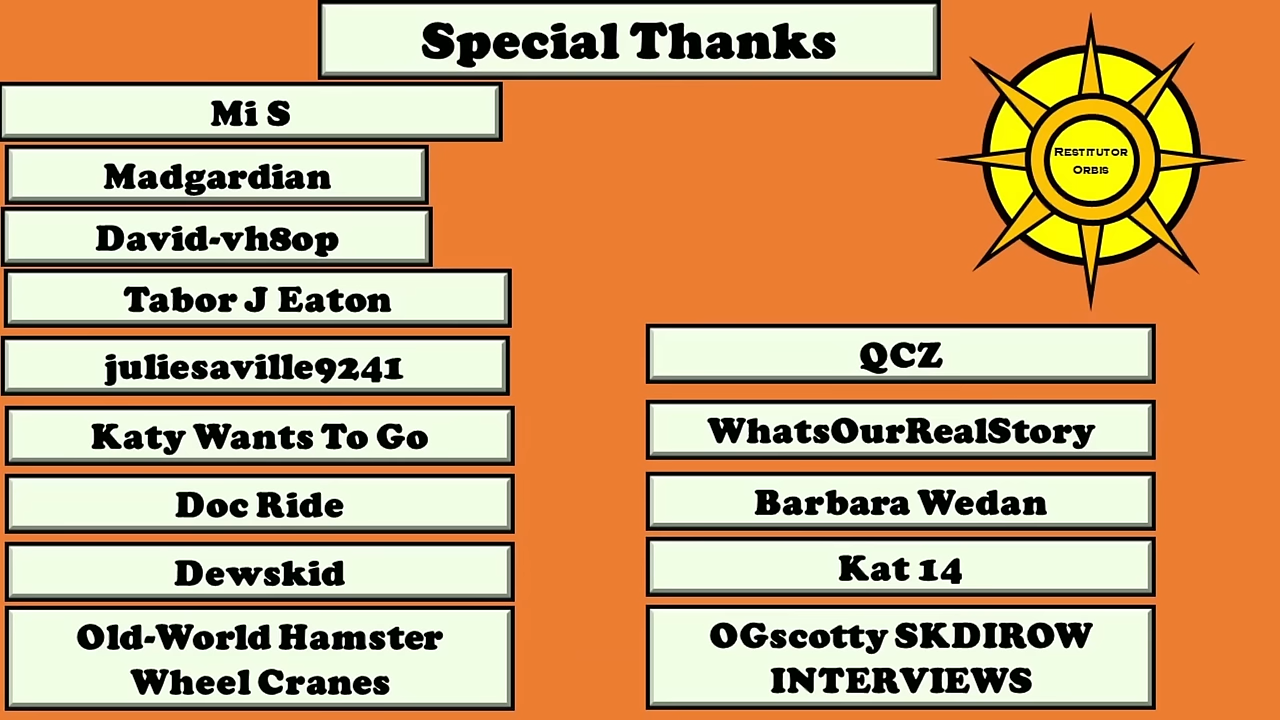 Special Thanks
Mi S
Madgardian
David-vh8op
Tabor J Eaton
juliesaville9241
Katy Wants To Go
Doc Ride
Dewskid
Old-World Hamster
Wheel Cranes
Restitutor
Orbis
QCZ
WhatsOurRealStory
Barbara Wedan
Kat 14
OGscotty SKDIROW
INTERVIEWS